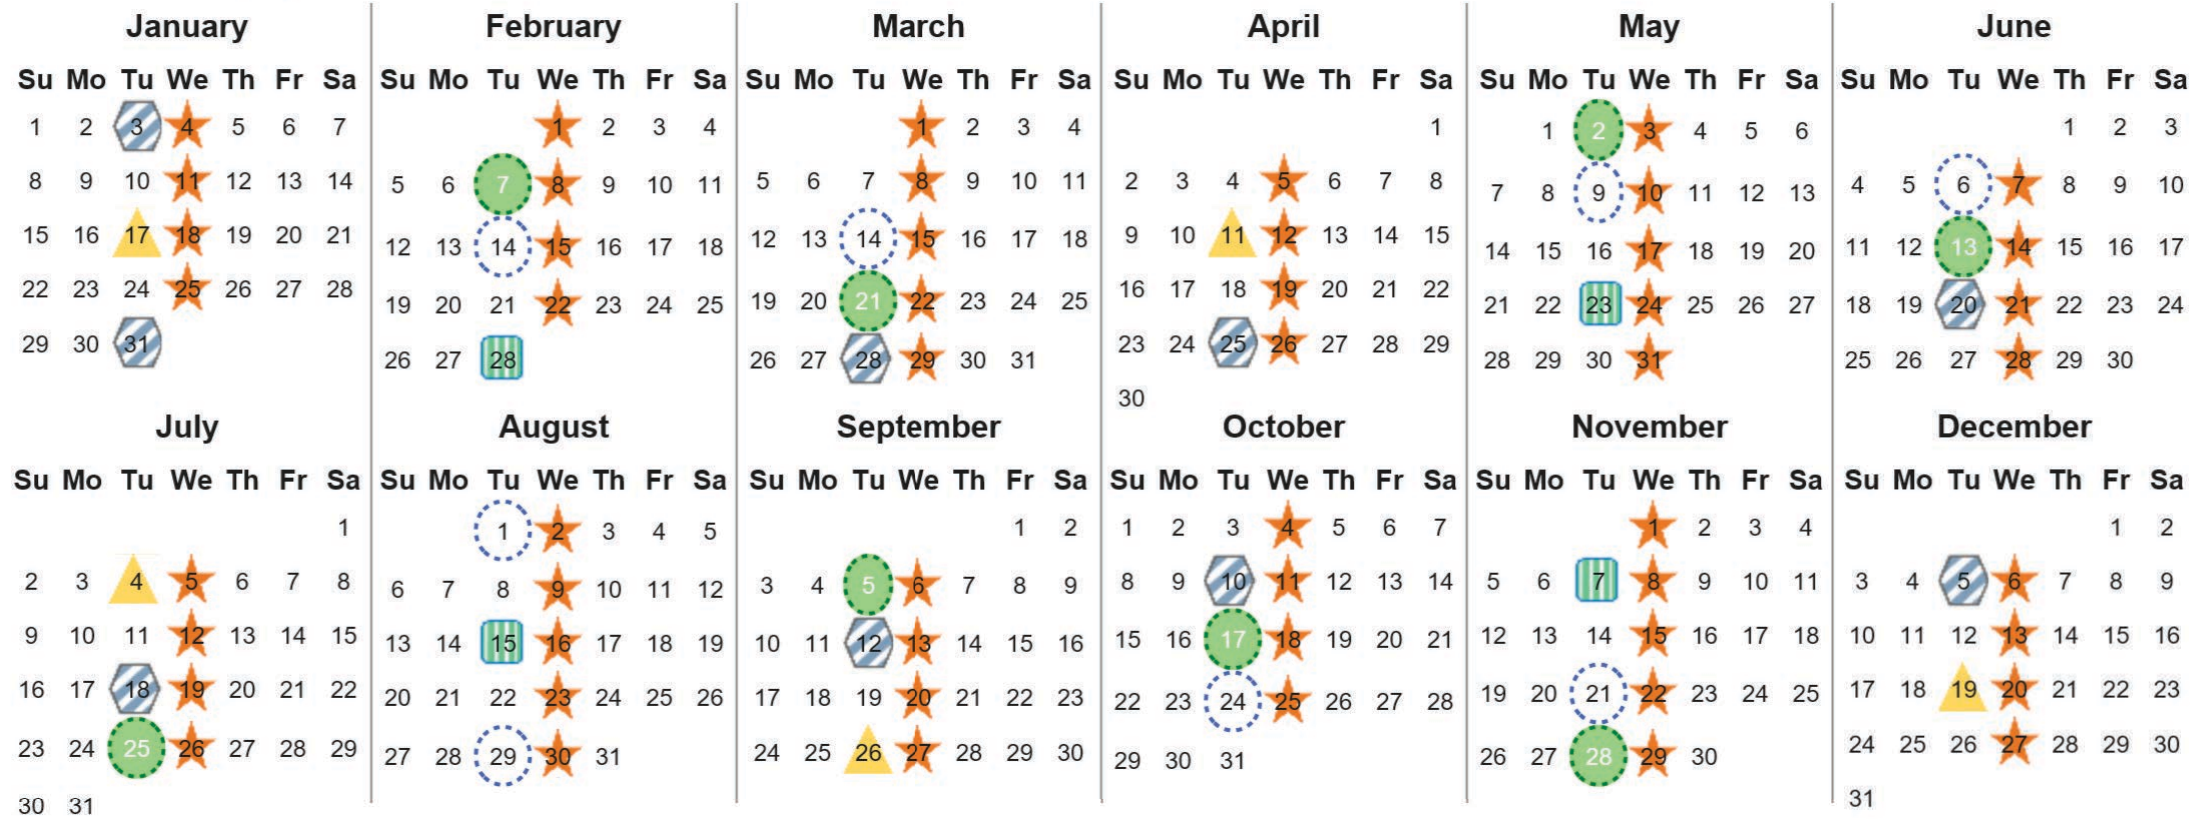 January February March April May June
Su Mo Tu We Th Fr Sa Su Mo Tu We Th Fr Sa Su Mo Tu We Th Fr Sa Su Mo Tu We Th Fr Sa Su Mo Tu We Th Fr Sa Su Mo Tu We Th Fr Sa
1 2 3 4 5 6 7 1 2 3 4 1 2 3 4 1 1 2 3 4 5 6 1 2 3
8 9 10 11 12 13 14 5 6 7 8 9 10 11 5 6 7 8 9 10 11 2 3 4 5 6 7 8 7 8 9 10 11 12 13 4 5 6 7 8 9 10
15 16 17 18 19 20 21 12 13 14 15 16 17 18 12 13 14 15 16 17 18 9 10 11 12 13 14 15 14 15 16 17 18 19 20 11 12 13 14 15 16 17
22 23 24 25 26 27 28 19 20 21 22 23 24 25 19 20 21 22 23 24 25 16 17 18 19 20 21 22 21 22 23 24 25 26 27 18 19 20 21 22 23 24
29 30 31 26 27 28 26 27 28 29 30 31 23 24 25 26 27 28 29 28 29 30 31 25 26 27 28 29 30
30
July August September October November December
Su Mo Tu We Th Fr Sa Su Mo Tu We Th Fr Sa Su Mo Tu We Th Fr Sa Su Mo Tu We Th Fr Sa Su Mo Tu We Th Fr Sa Su Mo Tu We Th Fr Sa
1 1 2 3 4 5 1 2 1 2 3 4 5 6 7 1 2 3 4 1 2
2 3 4 5 6 7 8 6 7 8 9 10 11 12 3 4 5 6 7 8 9 8 9 10 11 12 13 14 5 6 7 8 9 10 11 3 4 5 6 7 8 9
9 10 11 12 13 14 15 13 14 15 16 17 18 19 10 11 12 13 14 15 16 15 16 17 18 19 20 21 12 13 14 15 16 17 18 10 11 12 13 14 15 16
16 17 18 19 20 21 22 20 21 22 23 24 25 26 17 18 19 20 21 22 23 22 23 24 25 26 27 28 19 20 21 22 23 24 25 17 18 19 20 21 22 23
23 24 25 26 27 28 29 27 28 29 30 31 24 25 26 27 28 29 30 29 30 31 26 27 28 29 30 24 25 26 27 28 29 30
30 31 31